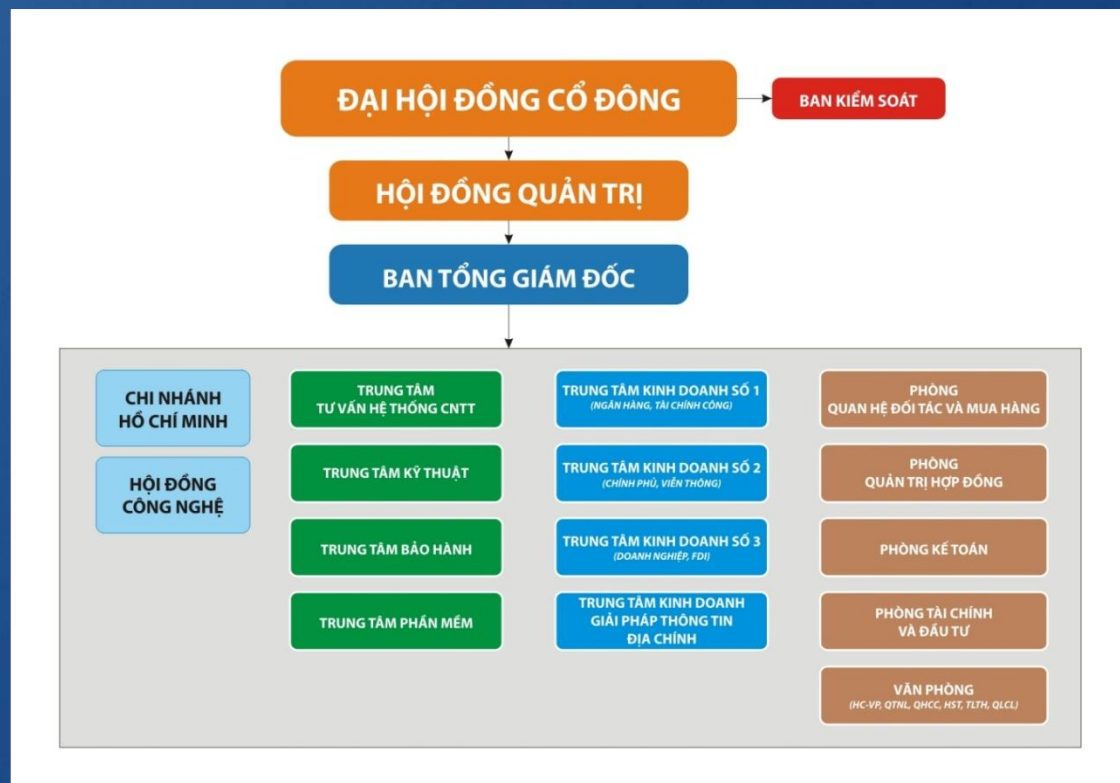 ĐẠI HỘI ĐỒNG CỔ ĐÔNG
BAN KIỂM SOÁT
HỘI ĐỒNG QUẢN TRỊ
BAN TỔNG GIÁM ĐỐC
CHI NHÁNH
HỒ CHÍ MINH
HỘI ĐỒNG
CÔNG NGHỆ
TRUNG TÂM
TƯ VẤN HỆ THỐNG CNTT
TRUNG TÂM KỸ THUẬT
TRUNG TÂM BẢO HÀNH
TRUNG TÂM PHẦN MỀM
TRUNG TÂM KINH DOANH SỐ 1
(NGÂN HÀNG, TÀI CHÍNH CÔNG)
TRUNG TÂM KINH DOANH SỐ 2
(CHÍNH PHỦ, VIỄN THÔNG)
TRUNG TÂM KINH DOANH SỐ 3
(DOANH NGHIỆP, FDI)
TRUNG TÂM KINH DOANH
GIẢI PHÁP THÔNG TIN
ĐỊA CHÍNH
PHÒNG
QUAN HỆ ĐỐI TÁC VÀ MUA HÀNG
PHÒNG
QUẢN TRỊ HỢP ĐỒNG
PHÒNG KẾ TOÁN
PHÒNG TÀI CHÍNH
VÀ ĐẦU TƯ
VĂN PHÒNG
(HC-VP, QTNL, QHCC, HST, TLTH, QLCL)